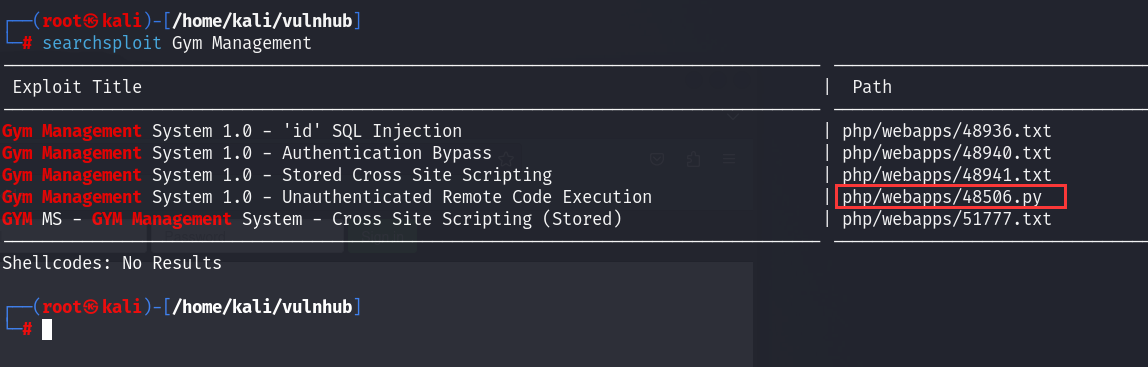 ┌──(root㉿kali)-[/home/kali/vulnhub]
└─# searchsploit Gym Management
Exploit Title | Path
Gym Management System 1.0 - 'id' SQL Injection | php/webapps/48936.txt
Gym Management System 1.0 - Authentication Bypass | php/webapps/48940.txt
Gym Management System 1.0 - Stored Cross Site Scripting | php/webapps/48941.txt
Gym Management System 1.0 - Unauthenticated Remote Code Execution | php/webapps/48506.py
GYM MS - GYM Management System - Cross Site Scripting (Stored) | php/webapps/51777.txt
Shellcodes: No Results
┌──(root㉿kali)-[/home/kali/vulnhub]
└─#